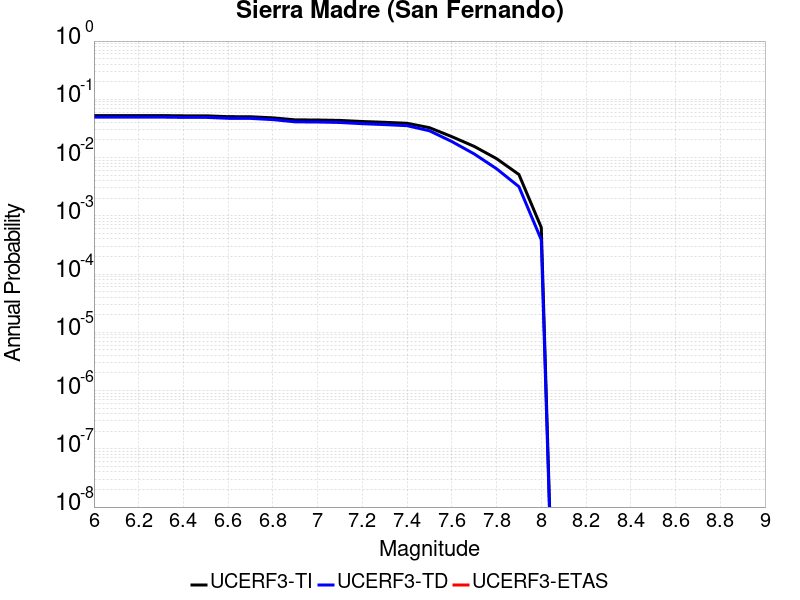 Sierra Madre (San Fernando)
10^0
10^-1
10^-2
10^-3
10^-4
10^-5
10^-6
10^-7
10^-8
Annual Probability
6 6.2 6.4 6.6 6.8 7 7.2 7.4 7.6 7.8 8 8.2 8.4 8.6 8.8 9
Magnitude
UCERF3-TI UCERF3-TD UCERF3-ETAS